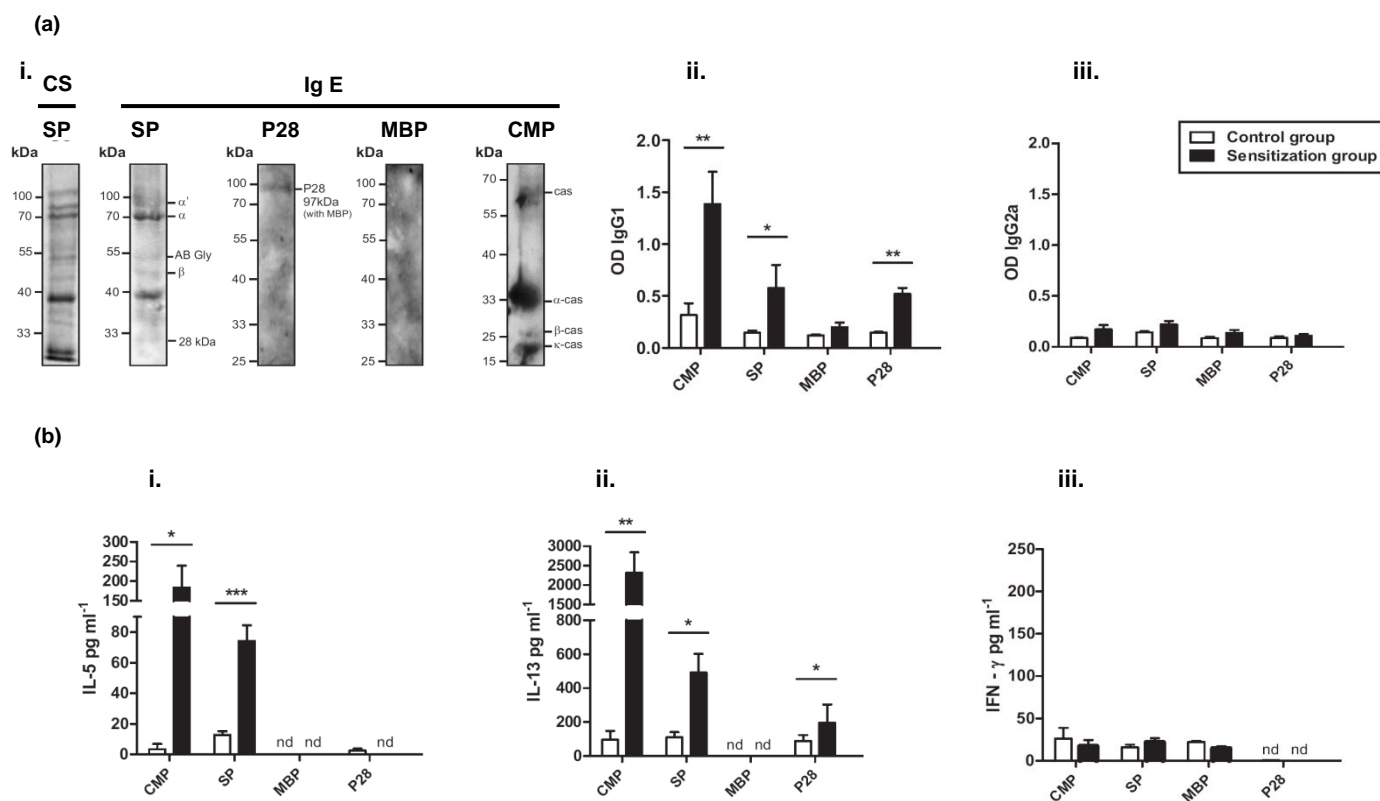 (a)
i.
CS
Ig E
SP
SP
P28
MBP
CMP
kDa
100
70
55
40
33
kDa
100
70
55
40
33
α'
α
AB Gly
β
28 kDa
kDa
100
70
55
40
33
25
P28
97kDa
(with MBP)
kDa
100
70
55
40
33
25
kDa
70
55
40
33
25
15
cas
α-cas
β-cas
κ-cas
ii.
OD IgG1
2.0
1.5
1.0
0.5
0.0
**
*
**
CMP
SP
MBP
P28
iii.
Control group
Sensitization group
OD IgG2a
2.0
1.5
1.0
0.5
0.0
CMP
SP
MBP
P28
(b)
i.
IL-5 pg ml-1
300
250
200
150
80
60
40
20
0
*
***
nd nd
nd
CMP
SP
MBP
P28
ii.
IL-13 pg ml-1
3000
2500
2000
1500
800
600
400
200
0
**
*
nd nd
*
CMP
SP
MBP
P28
iii.
IFN - γ pg ml-1
250
200
150
100
50
0
nd nd
CMP
SP
MBP
P28